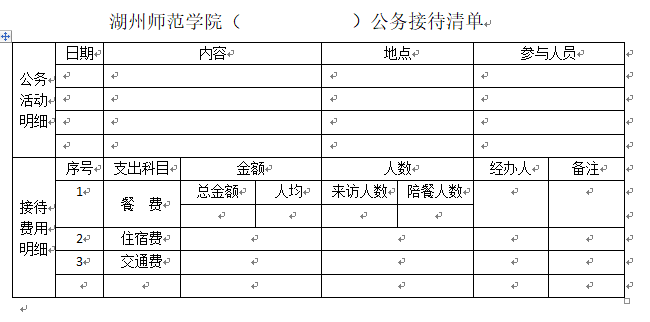 湖州师范学院（　　　　　　）公务接待清单
公务活动明细
日期 内容 地点 参与人员
接待费用明细
序号 支出科目 金额 人数 经办人 备注
1 餐 费 总金额 人均 来访人数 陪餐人数
2 住宿费
3 交通费